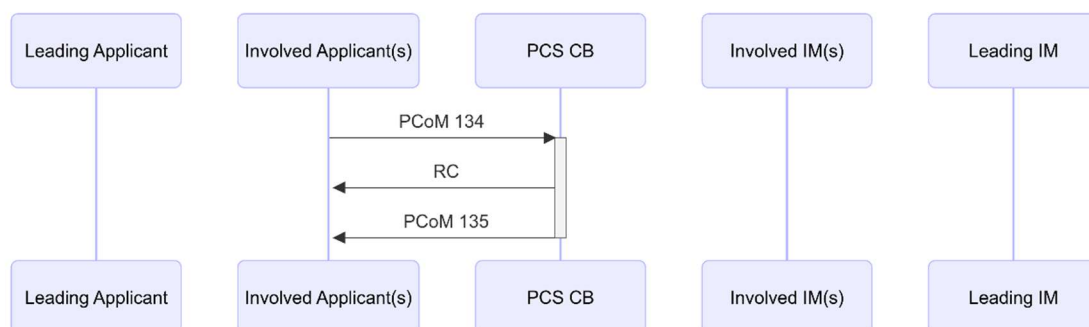 Leading Applicant
Involved Applicant(s)
PCS CB
Involved IM(s)
Leading IM
PCoM 134
RC
PCoM 135
Leading Applicant
Involved Applicant(s)
PCS CB
Involved IM(s)
Leading IM